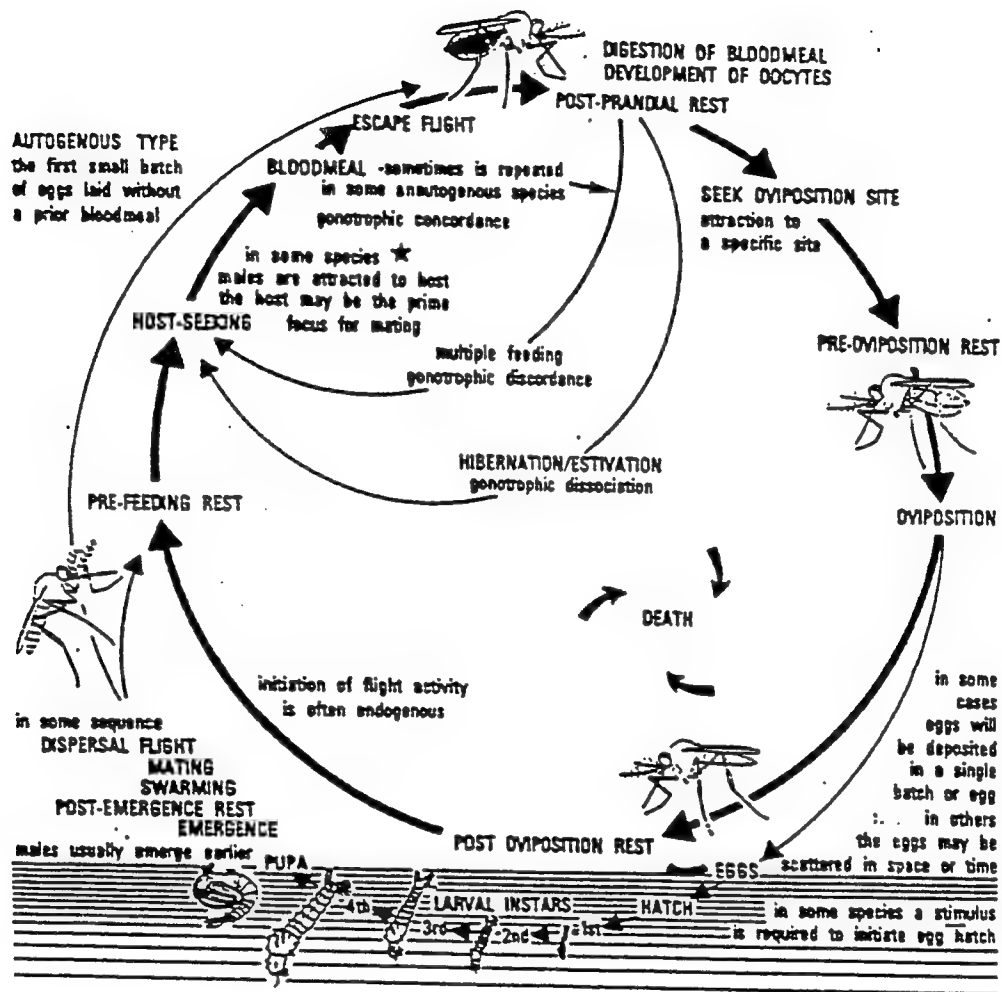 DIGESTION OF BLOODMEAL
DEVELOPMENT OF OOCYTES
POST-PRANDIAL REST
ESCAPE FLIGHT
AUTOGENOUS TYPE
the first small batch
of eggs laid without
a prior bloodmeal
BLOODMEAL -sometimes is repeated
in some anautogenous species
gonotrophic concordance
SEEK OVIPOSITION SITE
attraction to
a specific site
in some species ★
males are attracted to host
the host may be the prime
focus for mating
HOST-SEEKING
PRE-OVIPOSITION REST
multiple feeding
gonotrophic discordance
HIBERNATION/ESTIVATION
gonotrophic dissociation
PRE-FEEDING REST
OVIPOSITION
DEATH
initiation of flight activity
is often endogenous
in some
cases
eggs will
be deposited
in a single
batch or egg
in others
the eggs may be
scattered in space or time
in some sequence
DISPERSAL FLIGHT
MATING
SWARMING
POST-EMERGENCE REST
EMERGENCE
males usually emerge earlier
POST OVIPOSITION REST
PUPA
EGGS
4th
LARVAL INSTARS
HATCH
3rd
2nd
1st
in some species a stimulus
is required to initiate egg hatch